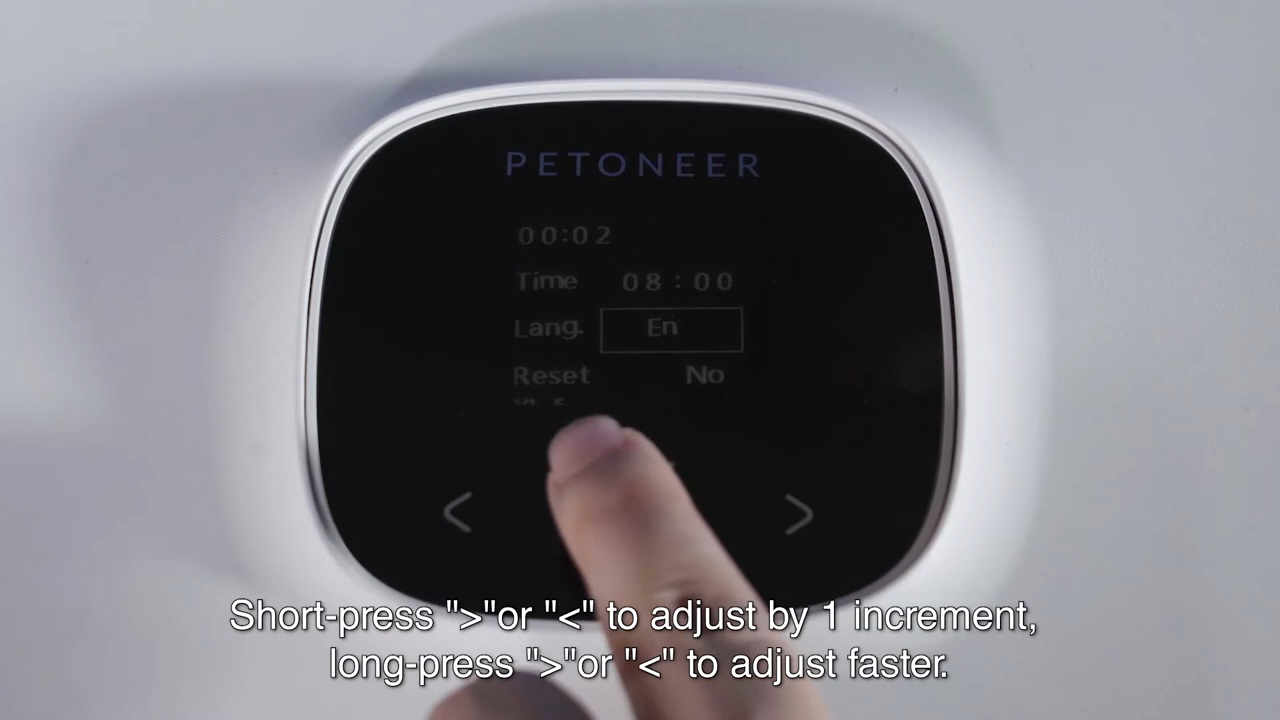 PETONEER
00:02
Time 08:00
Lang. En
Reset No
< >
Short-press ">"or "<" to adjust by 1 increment,
long-press ">"or "<" to adjust faster.